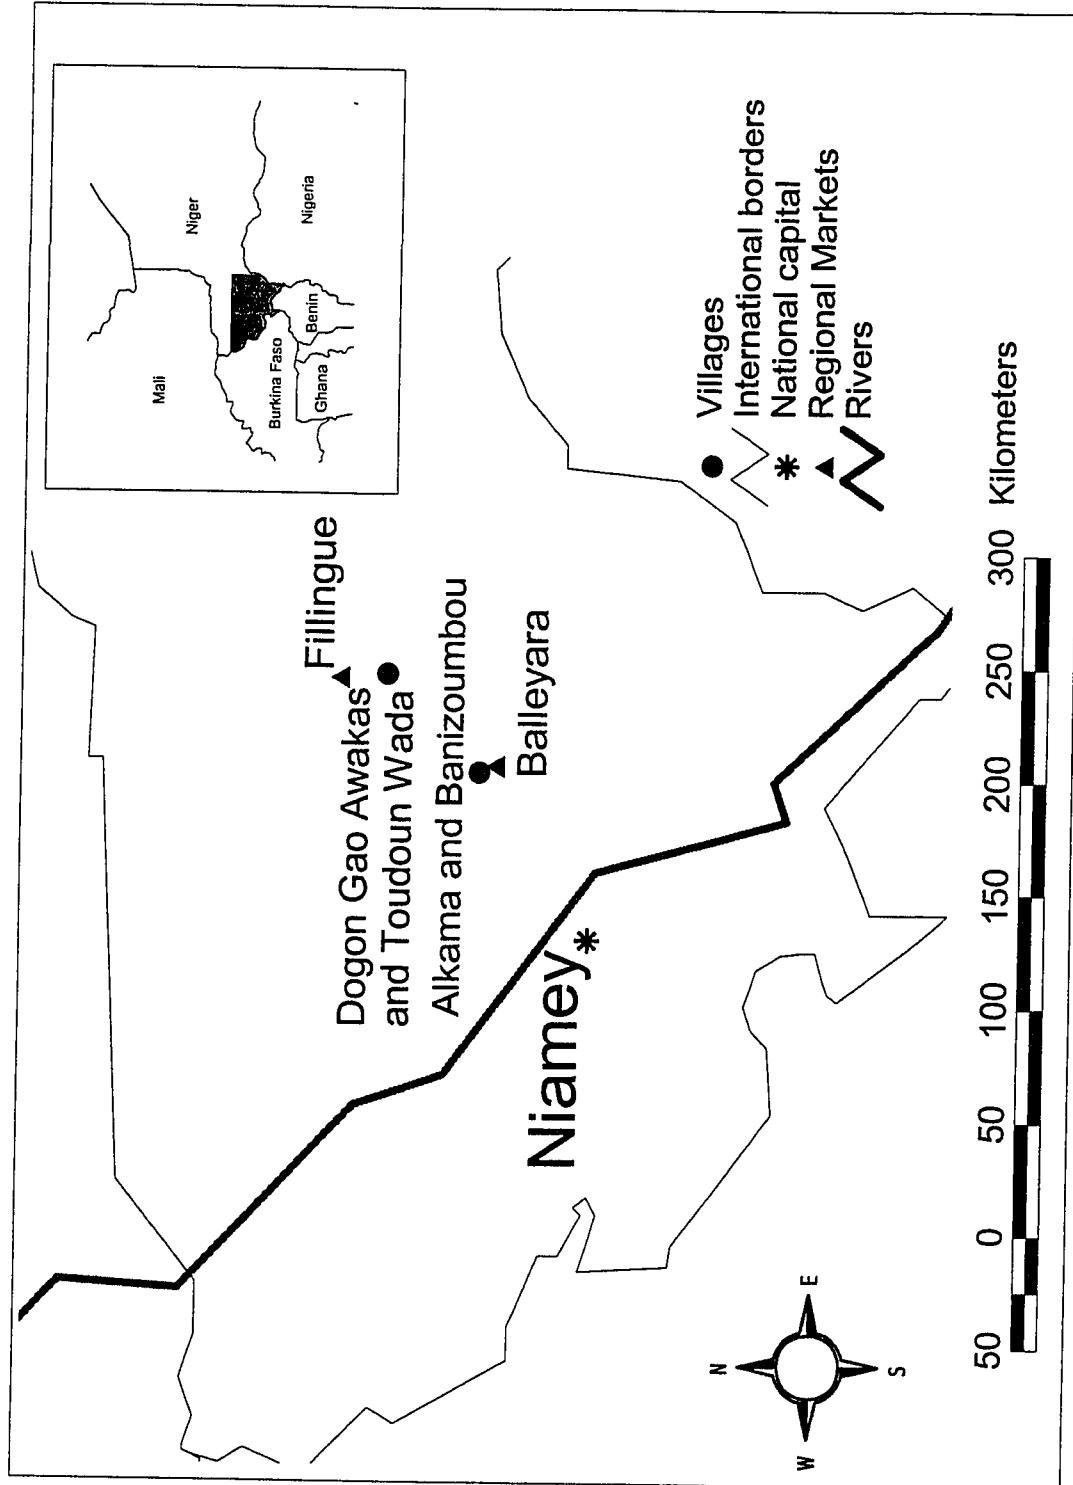 Mali
Niger
Burkina Faso
Ghana
Benin
Nigeria
Fillingue
Dogon Gao Awakas
and Toudoun Wada
Alkama and Banizoumbou
Balleyara
Niamey
Villages
International borders
National capital
Regional Markets
Rivers
N
W
E
S
50 0 50 100 150 200 250 300 Kilometers